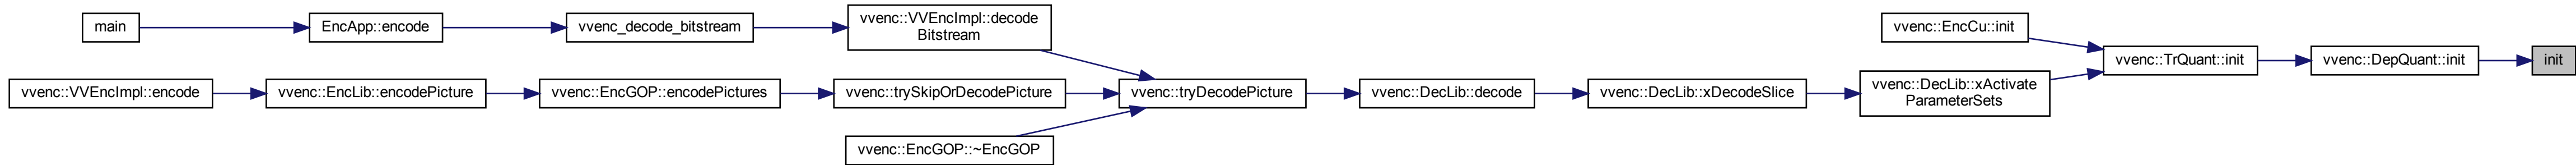 main
EncApp::encode
vvenc_decode_bitstream
vvenc::VVEncImpl::decode
Bitstream
vvenc::EncCu::init
vvenc::TrQuant::init
vvenc::DepQuant::init
init
vvenc::VVEncImpl::encode
vvenc::EncLib::encodePicture
vvenc::EncGOP::encodePictures
vvenc::trySkipOrDecodePicture
vvenc::tryDecodePicture
vvenc::DecLib::decode
vvenc::DecLib::xDecodeSlice
vvenc::DecLib::xActivate
ParameterSets
vvenc::EncGOP::~EncGOP